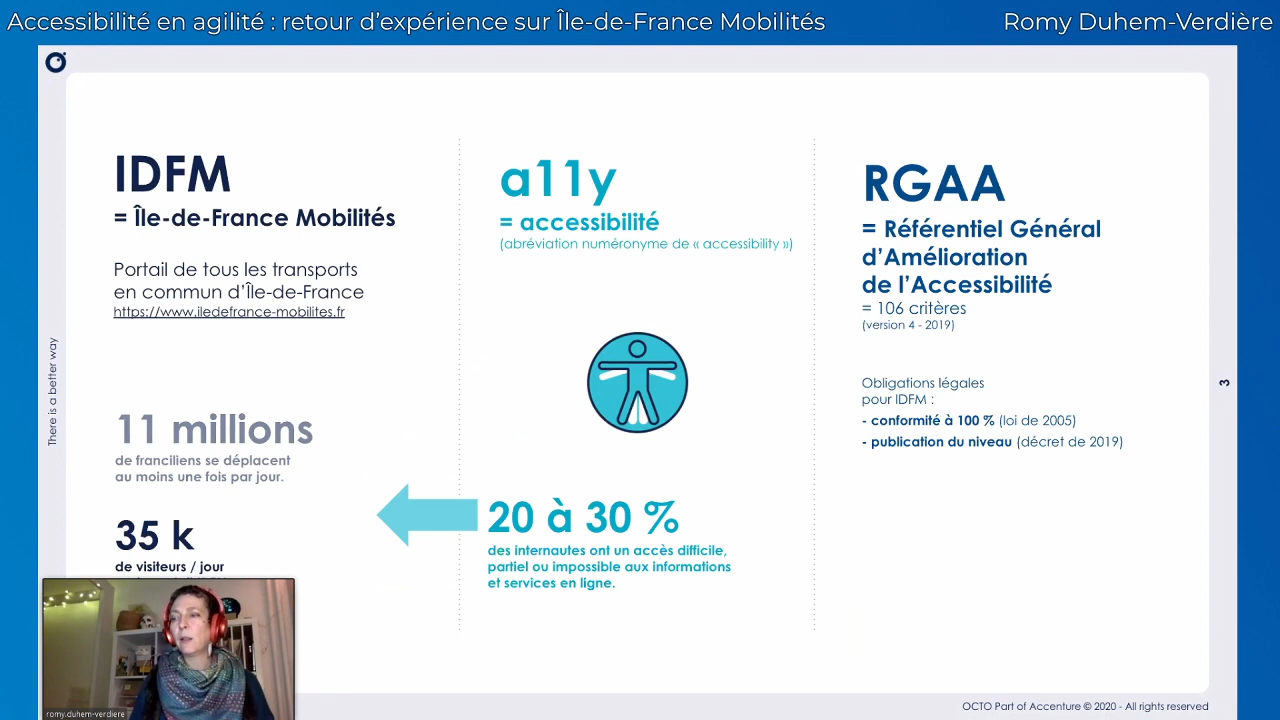 Accessibilité en agilité : retour d’expérience sur Île-de-France Mobilités
Romy Duhem-Verdière
There is a better way
IDFM
= Île-de-France Mobilités
Portail de tous les transports
en commun d’Île-de-France
https://www.iledefrance-mobilites.fr
11 millions
de franciliens se déplacent
au moins une fois par jour.
35 k
de visiteurs / jour
a11y
= accessibilité
(abréviation numéronyme de « accessibility »)
20 à 30 %
des internautes ont un accès difficile,
partiel ou impossible aux informations
et services en ligne.
RGAA
= Référentiel Général
d’Amélioration
de l’Accessibilité
= 106 critères
(version 4 - 2019)
Obligations légales
pour IDFM :
- conformité à 100 % (loi de 2005)
- publication du niveau (décret de 2019)
3
romy.duhem-verdiere
OCTO Part of Accenture © 2020 - All rights reserved